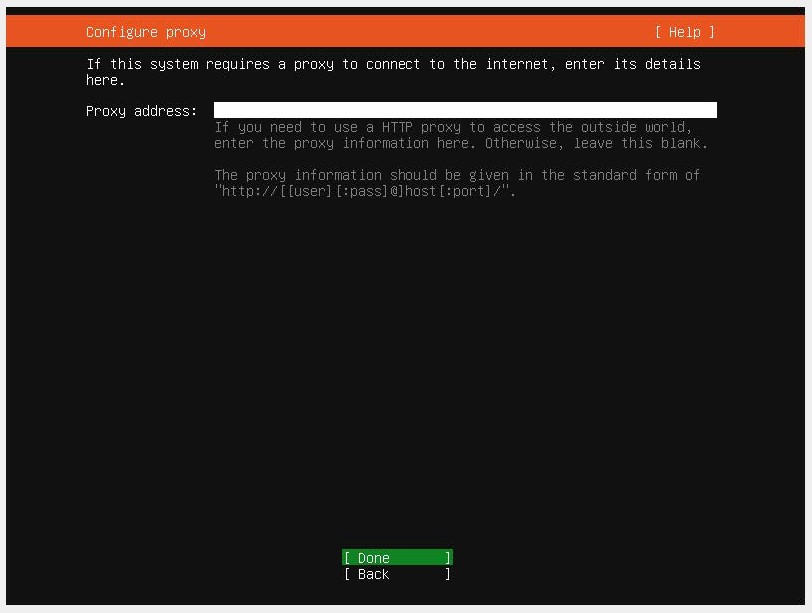 Configure proxy [ Help ]
If this system requires a proxy to connect to the internet, enter its details
here.
Proxy address:
If you need to use a HTTP proxy to access the outside world,
enter the proxy information here. Otherwise, leave this blank.
The proxy information should be given in the standard form of
"http://[[user][:pass]@]host[:port]/".
[ Done ]
[ Back ]